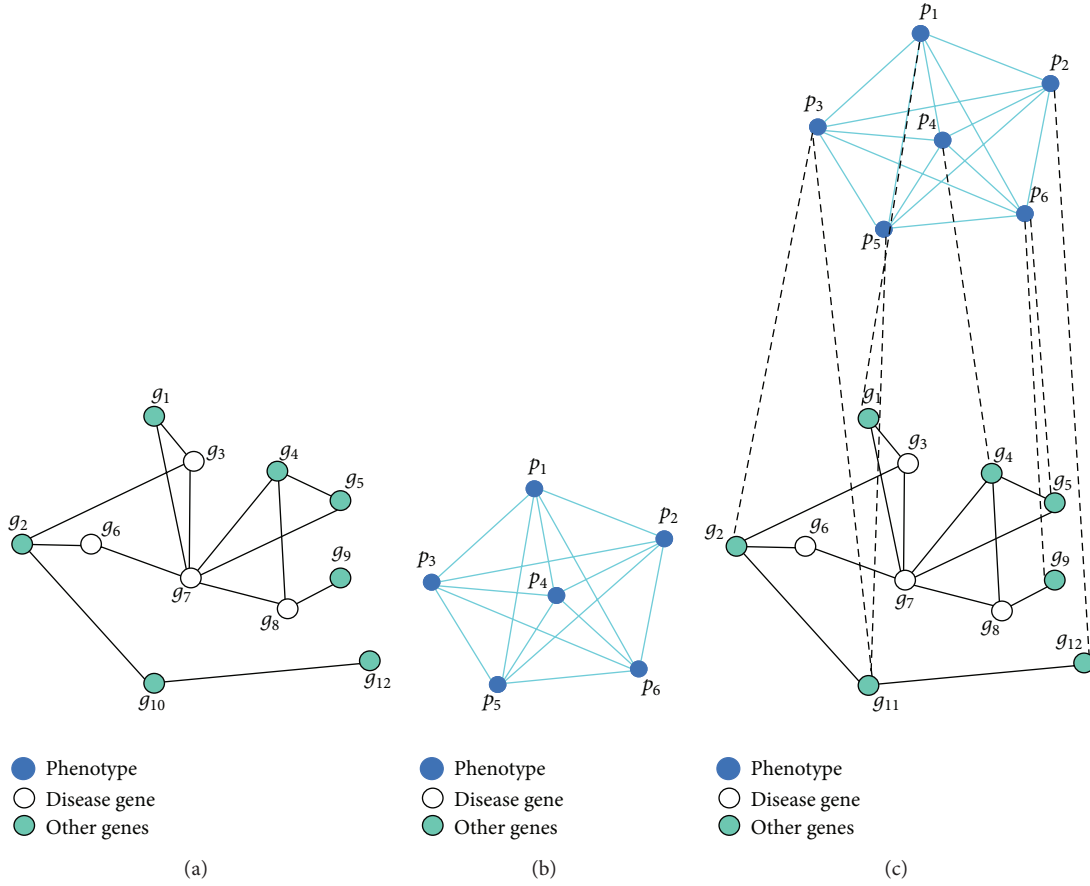 g1
g3
g4
g5
g2
g6
g9
g7
g8
g12
g10
Phenotype
Disease gene
Other genes
(a)
p1
p2
p3
p4
p6
p5
Phenotype
Disease gene
Other genes
(b)
p1
p2
p3
p4
p6
p5
g1
g3
g4
g5
g2
g6
g9
g7
g8
g12
g11
Phenotype
Disease gene
Other genes
(c)